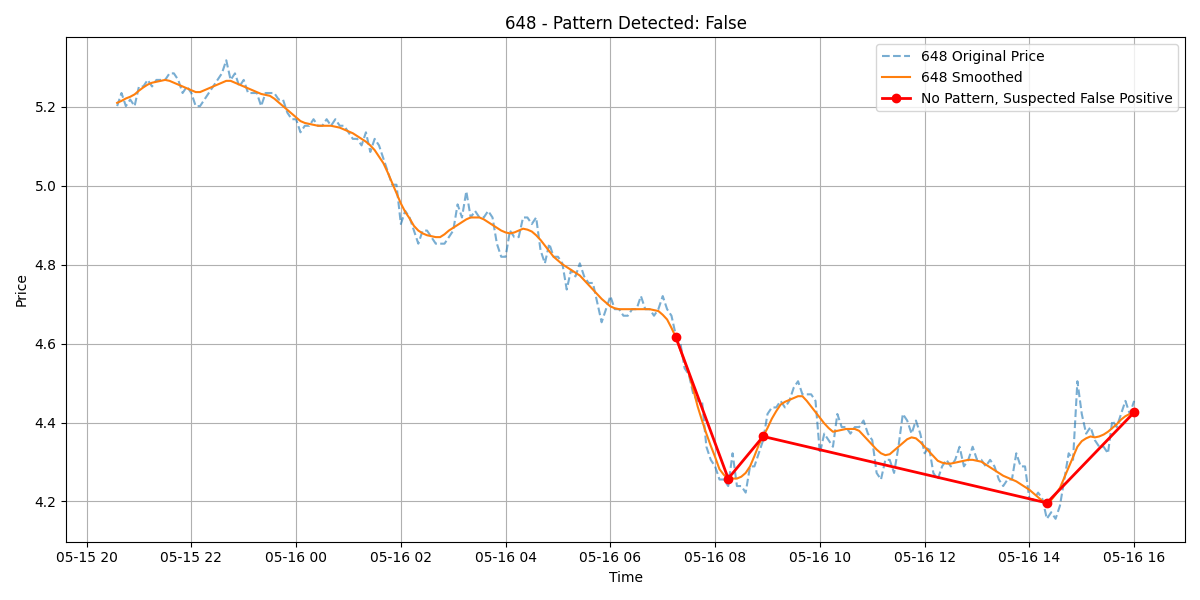 648 - Pattern Detected: False
648 Original Price
648 Smoothed
No Pattern, Suspected False Positive
Price
5.2
5.0
4.8
4.6
4.4
4.2
05-15 20 05-15 22 05-16 00 05-16 02 05-16 04 05-16 06 05-16 08 05-16 10 05-16 12 05-16 14 05-16 16
Time